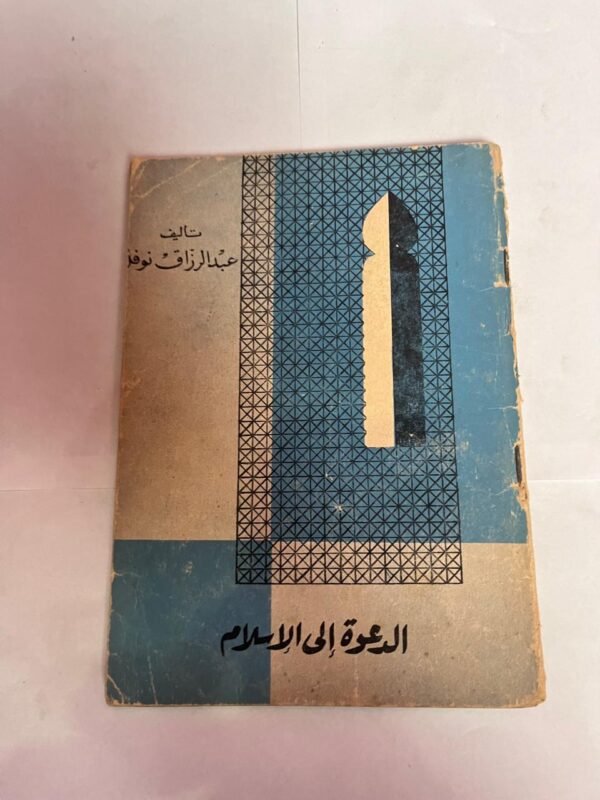 تأليف
عبد الرزاق نوفل
الدعوة إلى الإسلام